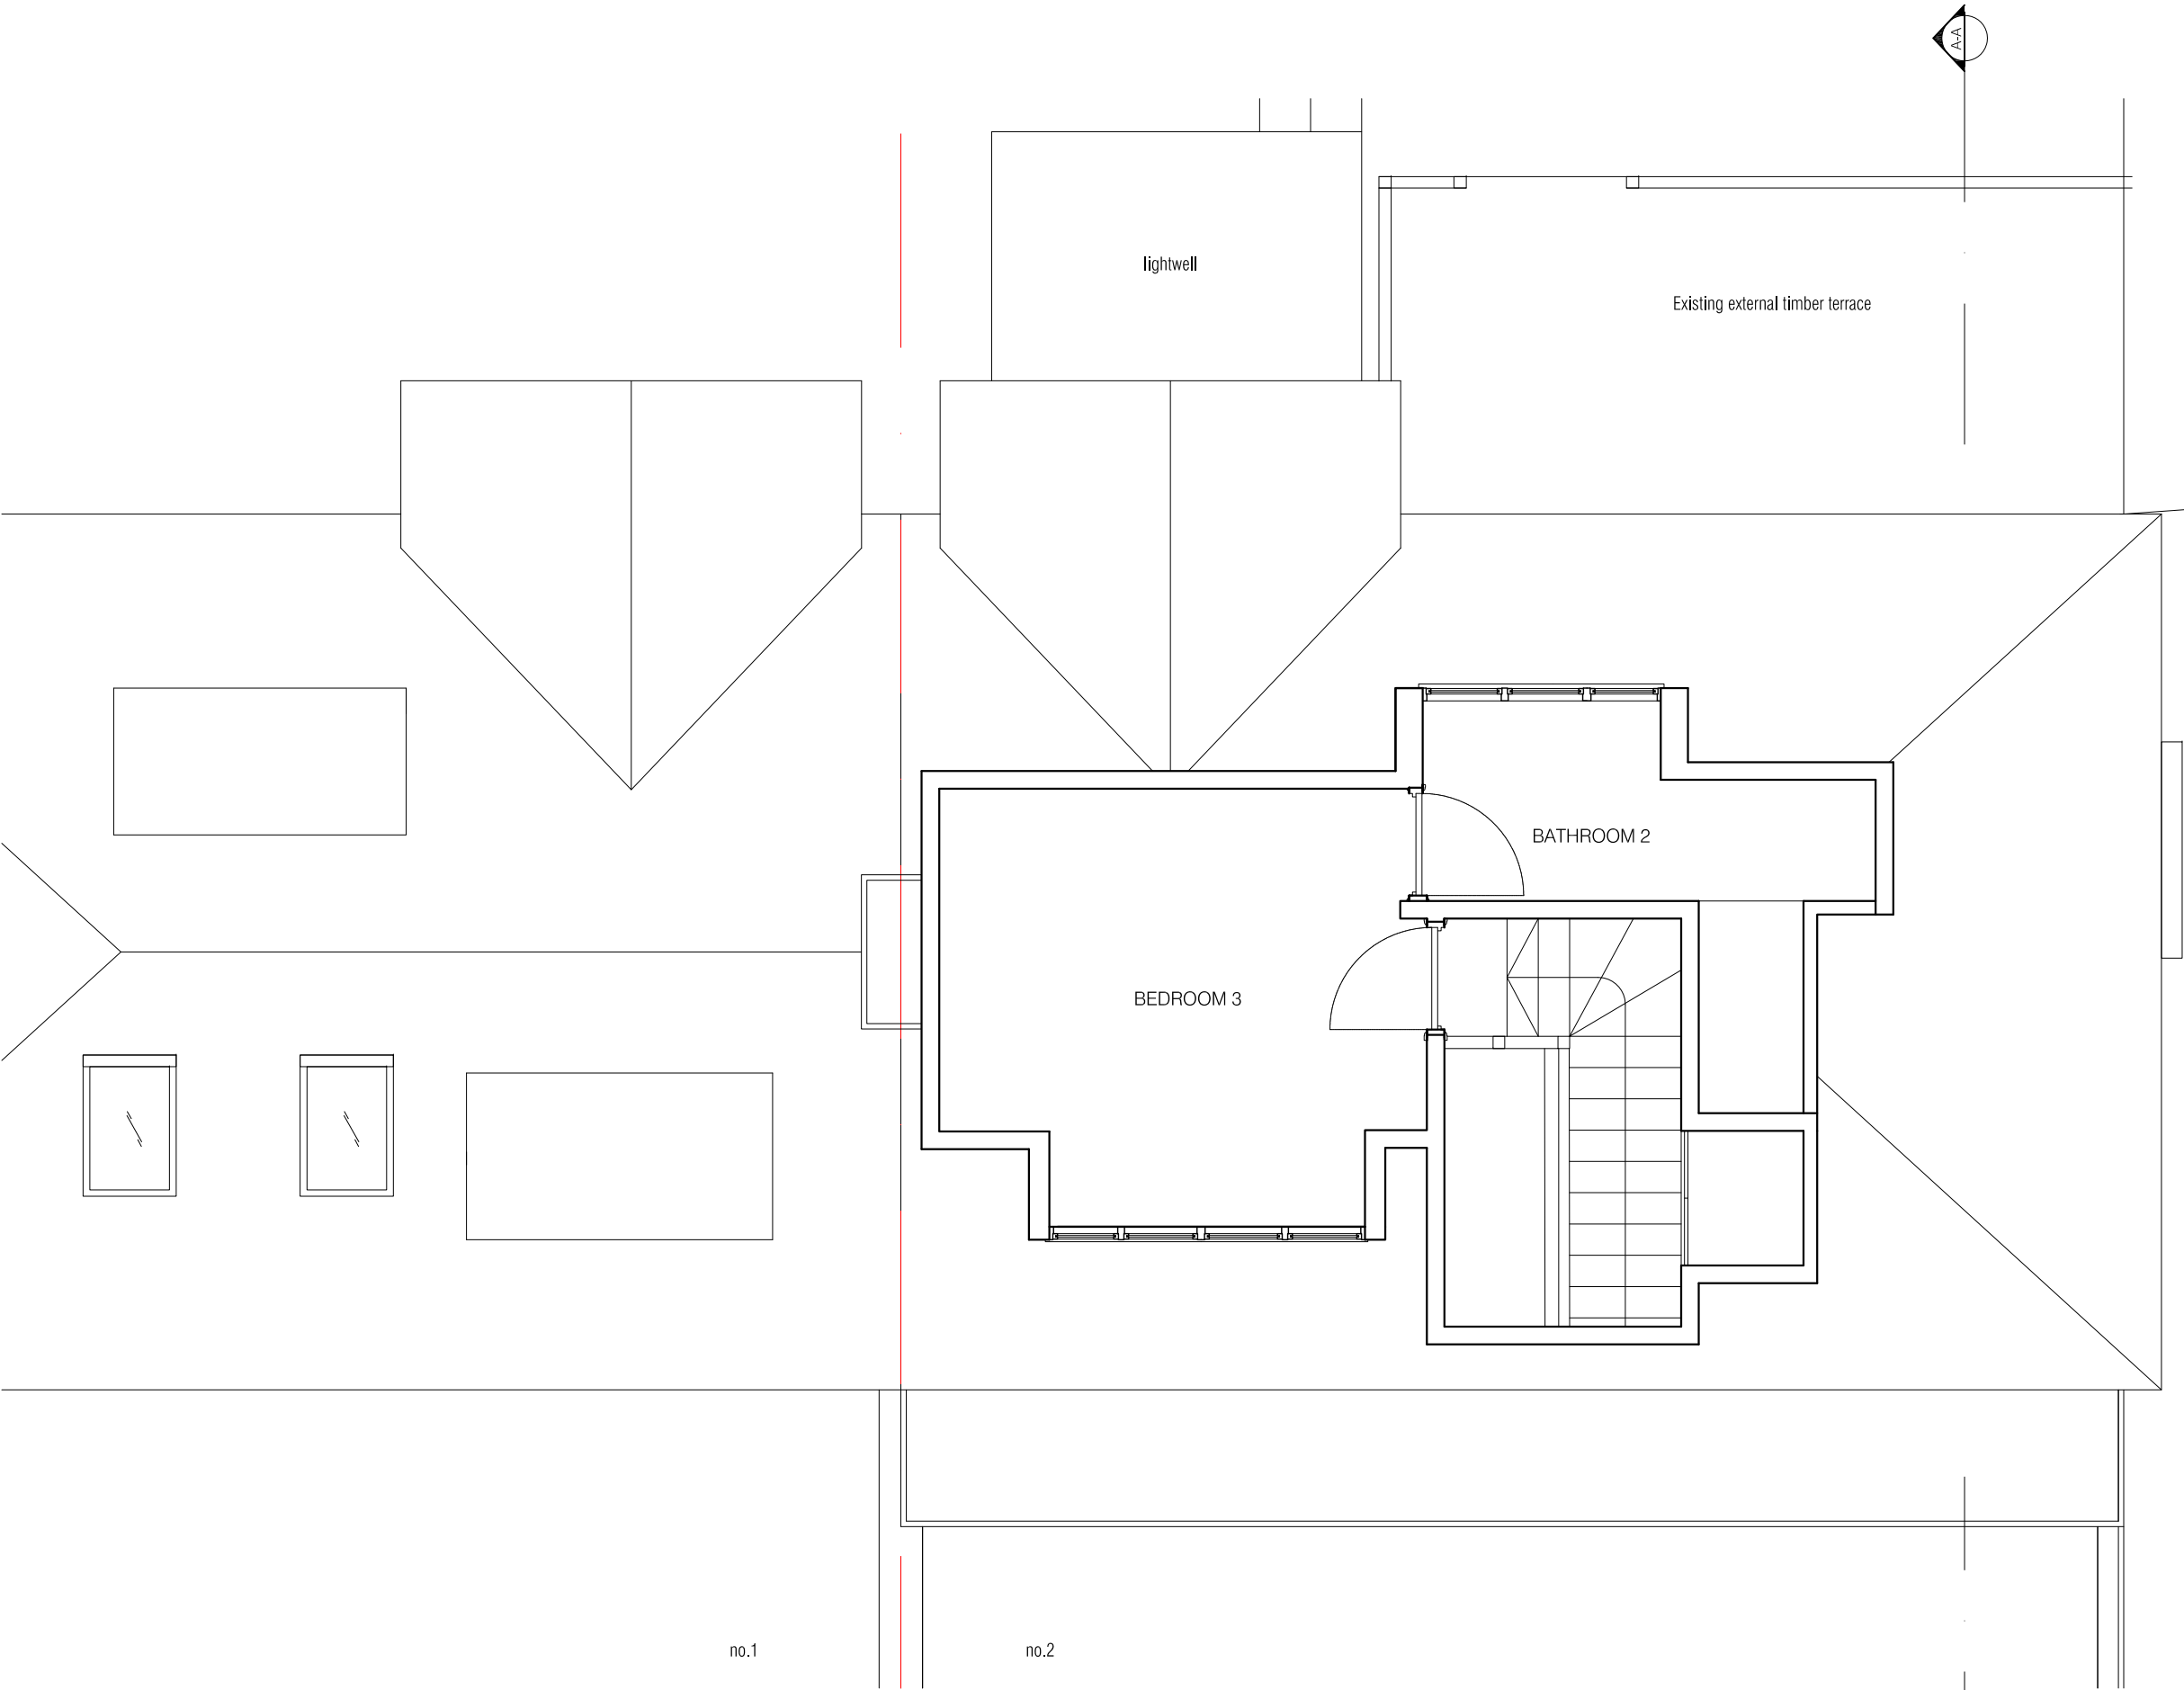 A-A
lightwell
Existing external timber terrace
BATHROOM 2
BEDROOM 3
no.1
no.2